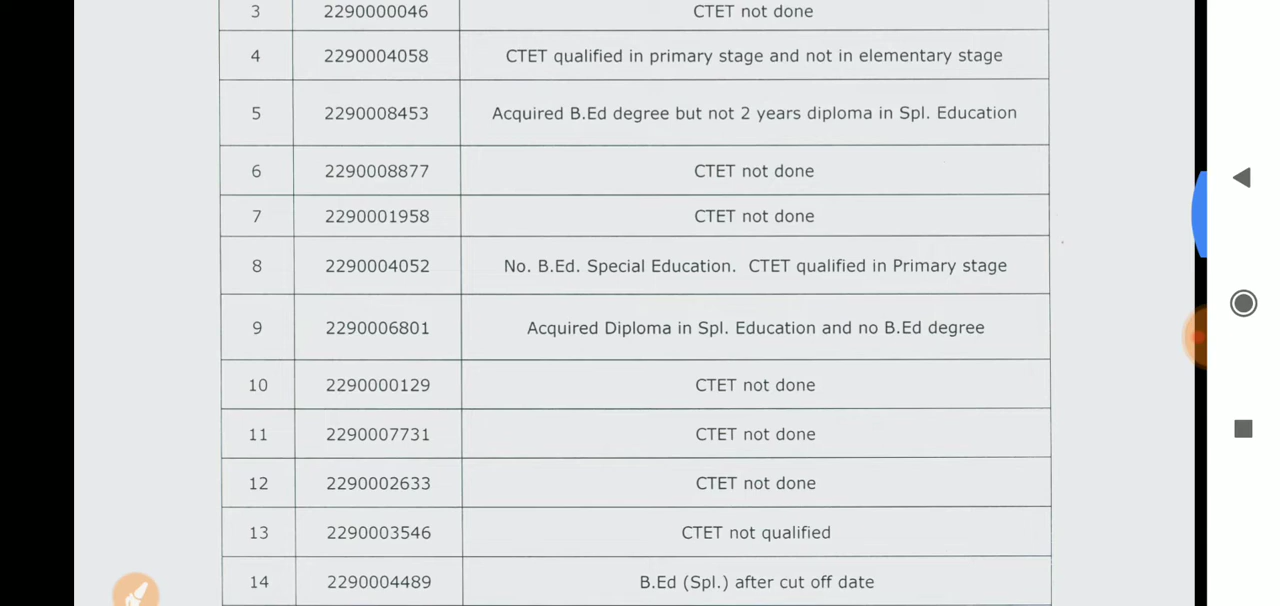 3 2290000046 CTET not done
4 2290004058 CTET qualified in primary stage and not in elementary stage
5 2290008453 Acquired B.Ed degree but not 2 years diploma in Spl. Education
6 2290008877 CTET not done
7 2290001958 CTET not done
8 2290004052 No. B.Ed. Special Education. CTET qualified in Primary stage
9 2290006801 Acquired Diploma in Spl. Education and no B.Ed degree
10 2290000129 CTET not done
11 2290007731 CTET not done
12 2290002633 CTET not done
13 2290003546 CTET not qualified
14 2290004489 B.Ed (Spl.) after cut off date